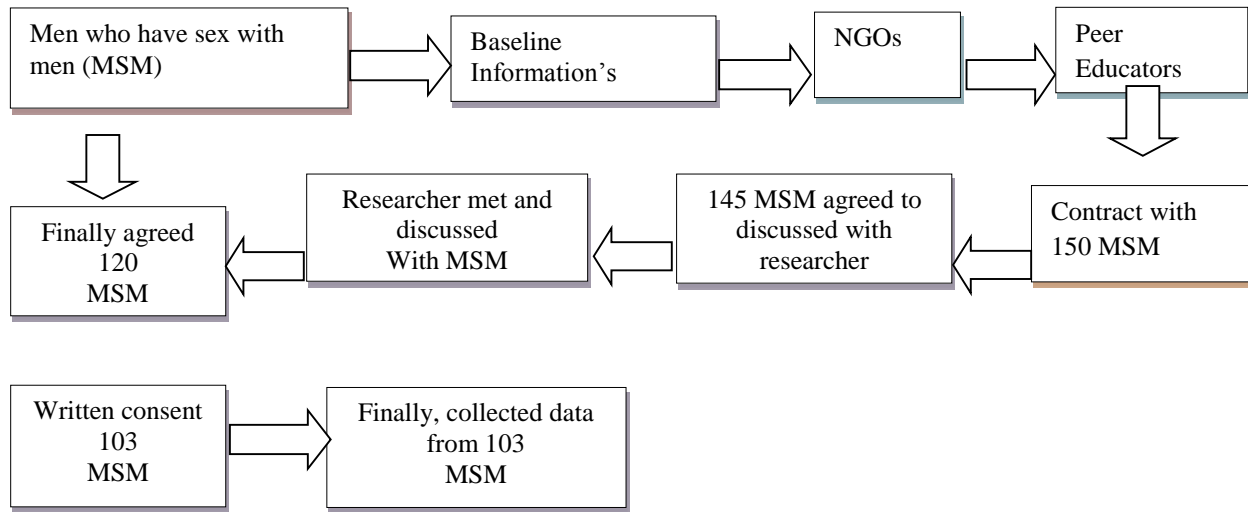 Men who have sex with
men (MSM)
Baseline
Information's
NGOs
Peer
Educators
Contract with
150 MSM
145 MSM agreed to
discussed with
researcher
Researcher met and
discussed
With MSM
Finally agreed
120
MSM
Written consent
103
MSM
Finally, collected data
from 103
MSM